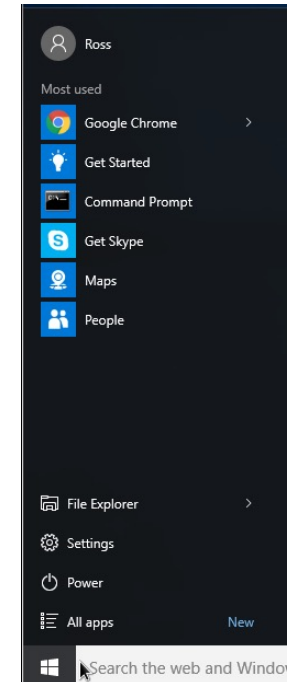 Ross
Most used
Google Chrome
Get Started
Command Prompt
Get Skype
Maps
People
File Explorer
Settings
Power
All apps New
Search the web and Windo